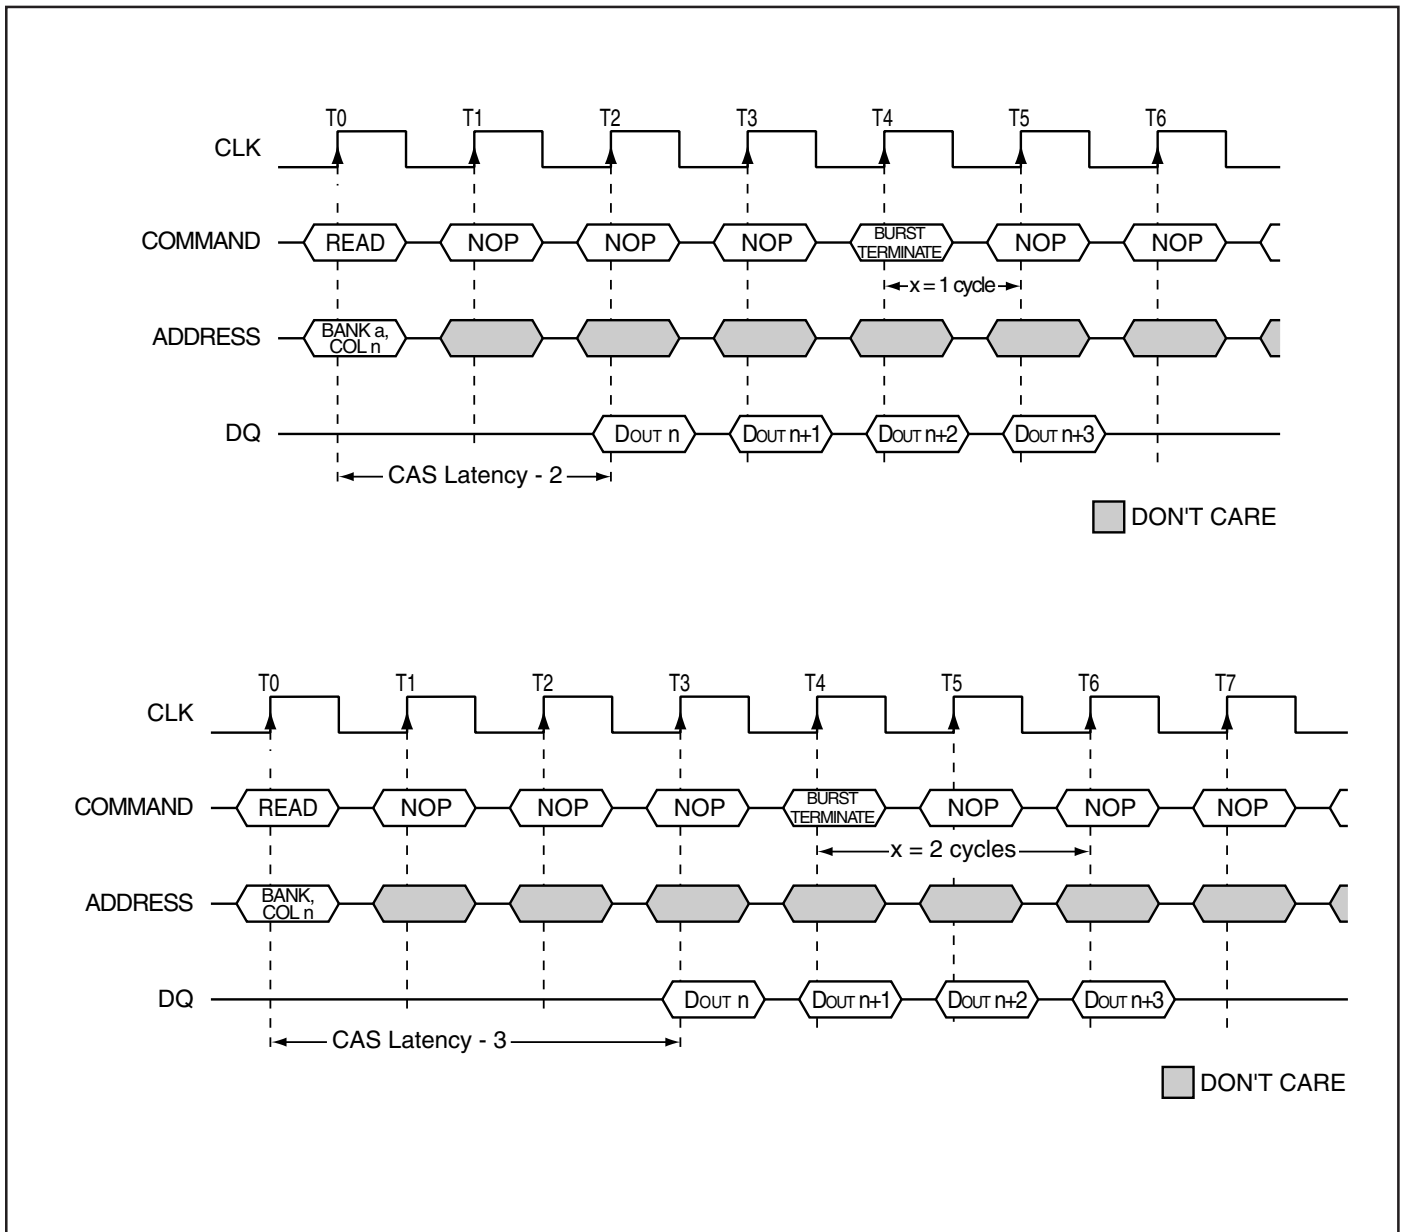 T0 T1 T2 T3 T4 T5 T6
CLK
COMMAND READ NOP NOP NOP BURST TERMINATE NOP NOP
x = 1 cycle
ADDRESS BANK a, COL n
DQ DOUT n DOUT n+1 DOUT n+2 DOUT n+3
CAS Latency - 2
DON'T CARE
T0 T1 T2 T3 T4 T5 T6 T7
CLK
COMMAND READ NOP NOP NOP BURST TERMINATE NOP NOP NOP
x = 2 cycles
ADDRESS BANK, COL n
DQ DOUT n DOUT n+1 DOUT n+2 DOUT n+3
CAS Latency - 3
DON'T CARE